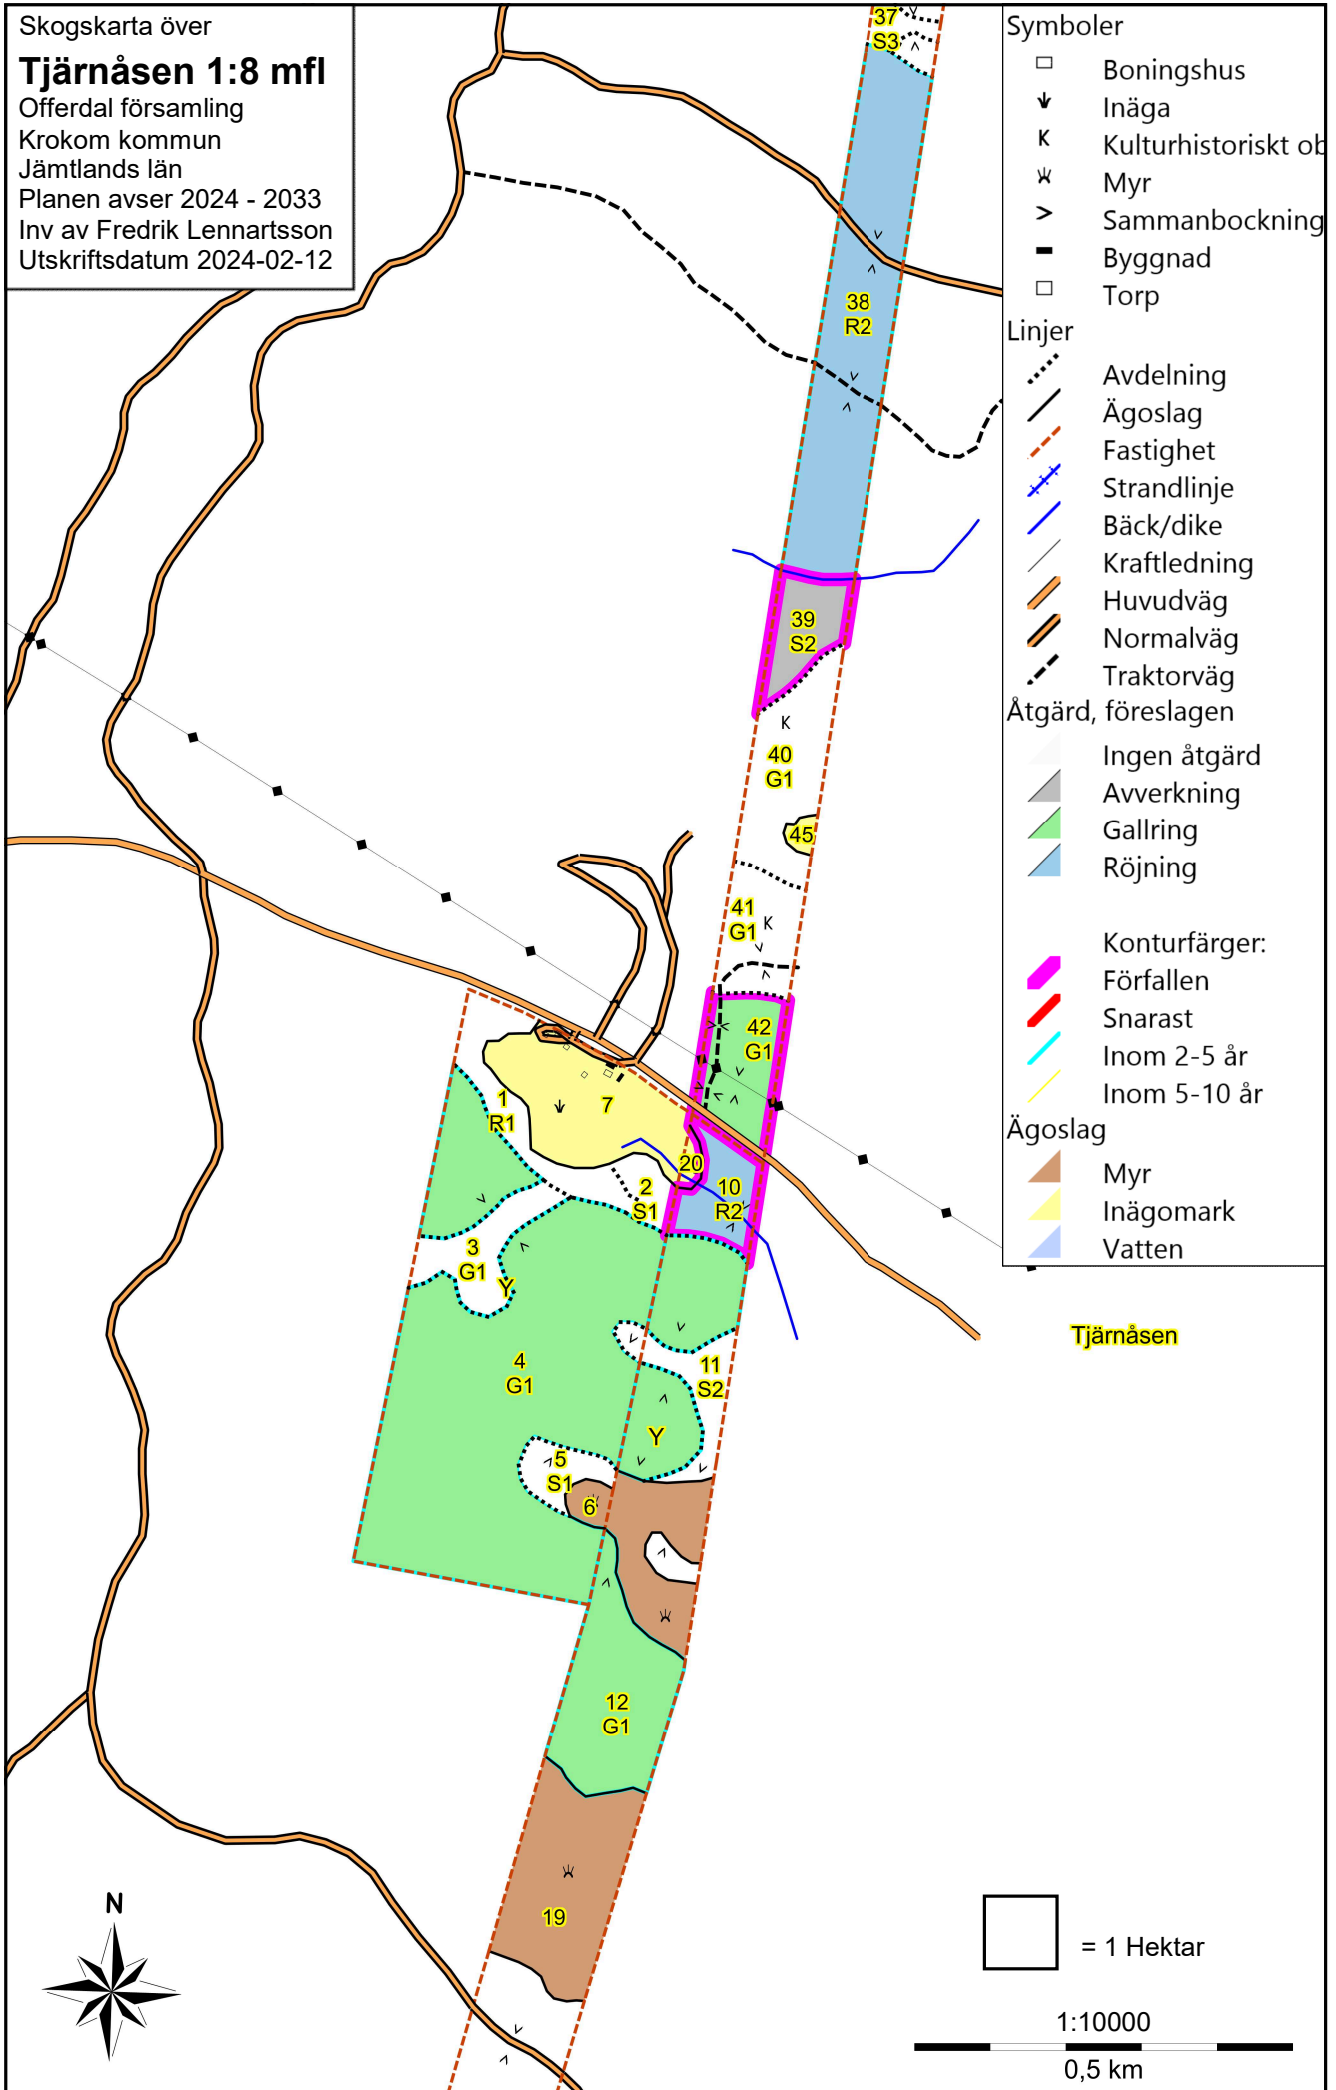 Skogskarta över
Tjärnåsen 1:8 mfl
Offerdal församling
Krokom kommun
Jämtlands län
Planen avser 2024 - 2033
Inv av Fredrik Lennartsson
Utskriftsdatum 2024-02-12
Symboler
Boningshus
Inäga
K Kulturhistoriskt ob
Myr
Sammanbockning
Byggnad
Torp
Linjer
Avdelning
Ägoslag
Fastighet
Strandlinje
Bäck/dike
Kraftledning
Huvudväg
Normalväg
Traktorväg
Åtgärd, föreslagen
Ingen åtgärd
Avverkning
Gallring
Röjning
Konturfärger:
Förfallen
Snarast
Inom 2-5 år
Inom 5-10 år
Ägoslag
Myr
Inägomark
Vatten
37
S3
38
R2
39
S2
K
40
G1
45
41
G1
K
42
G1
1
R1
7
20
2
S1
10
R2
3
G1
Y
Tjärnåsen
4
G1
11
S2
Y
5
S1
6
12
G1
19
N
= 1 Hektar
1:10000
0,5 km